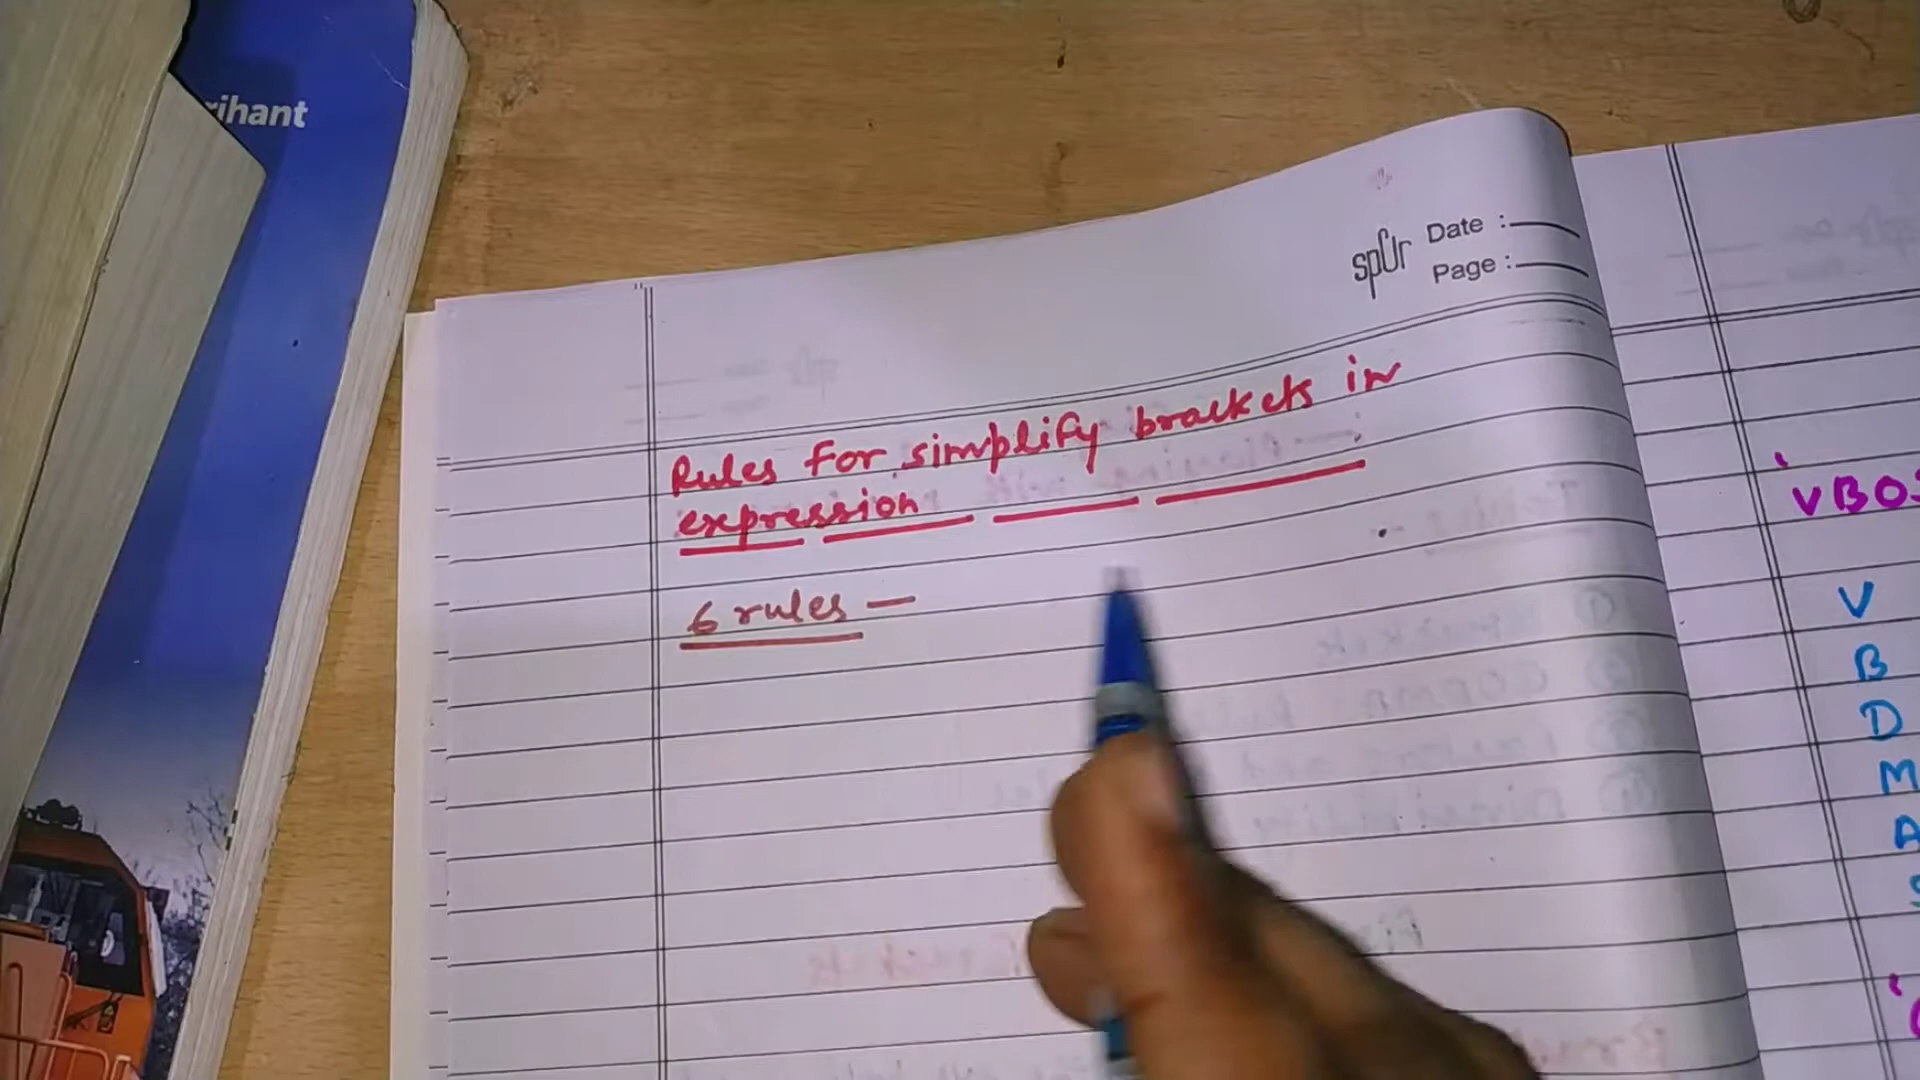 rihant
spUr
Date :
Page :
Rules for simplify brackets in
expression
6 rules —
VBO
V
B
D
M
A
S